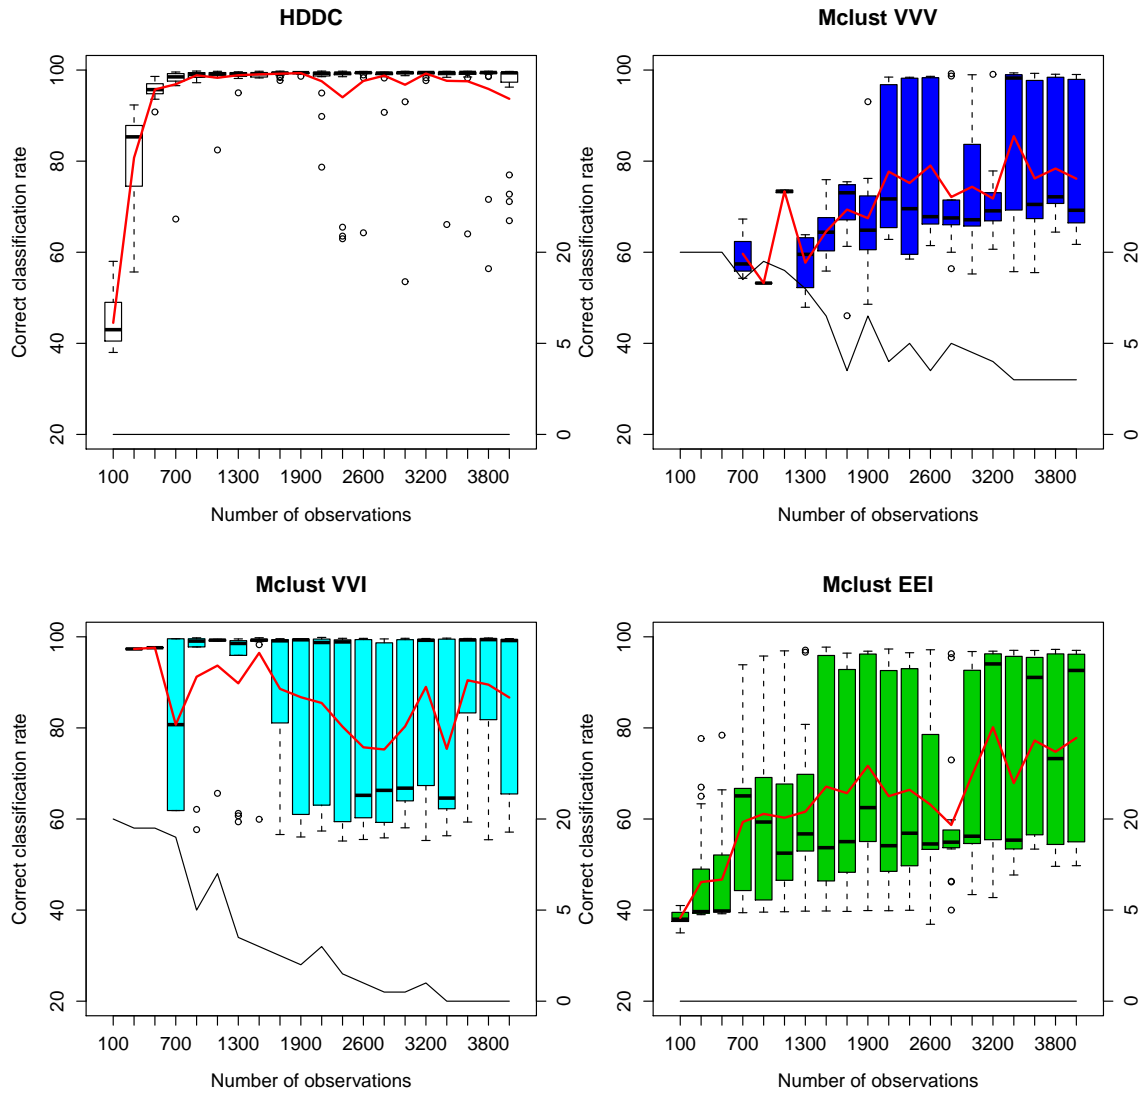 HDDC
Correct classification rate
20 40 60 80 100
0 5 20
100 700 1300 1900 2600 3200 3800
Number of observations
Mclust VVV
Correct classification rate
20 40 60 80 100
0 5 20
100 700 1300 1900 2600 3200 3800
Number of observations
Mclust VVI
Correct classification rate
20 40 60 80 100
0 5 20
100 700 1300 1900 2600 3200 3800
Number of observations
Mclust EEI
Correct classification rate
20 40 60 80 100
0 5 20
100 700 1300 1900 2600 3200 3800
Number of observations